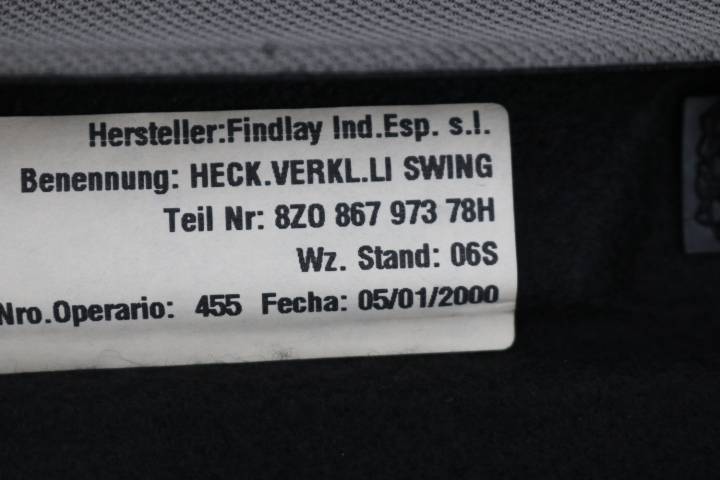 Hersteller:Findlay Ind.Esp. s.l.
Benennung: HECK.VERKL.LI SWING
Teil Nr: 8Z0 867 973 78H
Wz. Stand: 06S
Nro.Operario: 455 Fecha: 05/01/2000